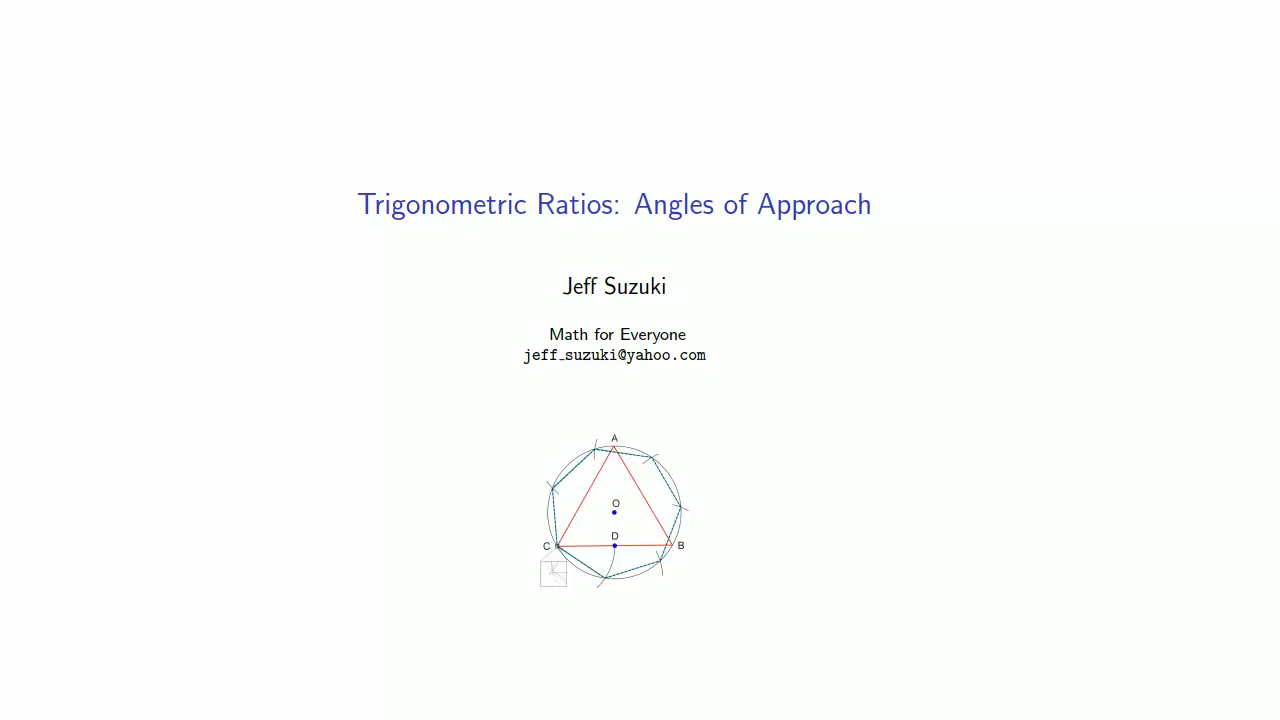 Trigonometric Ratios: Angles of Approach
Jeff Suzuki
Math for Everyone
jeff_suzuki@yahoo.com
A
O
D
C
B